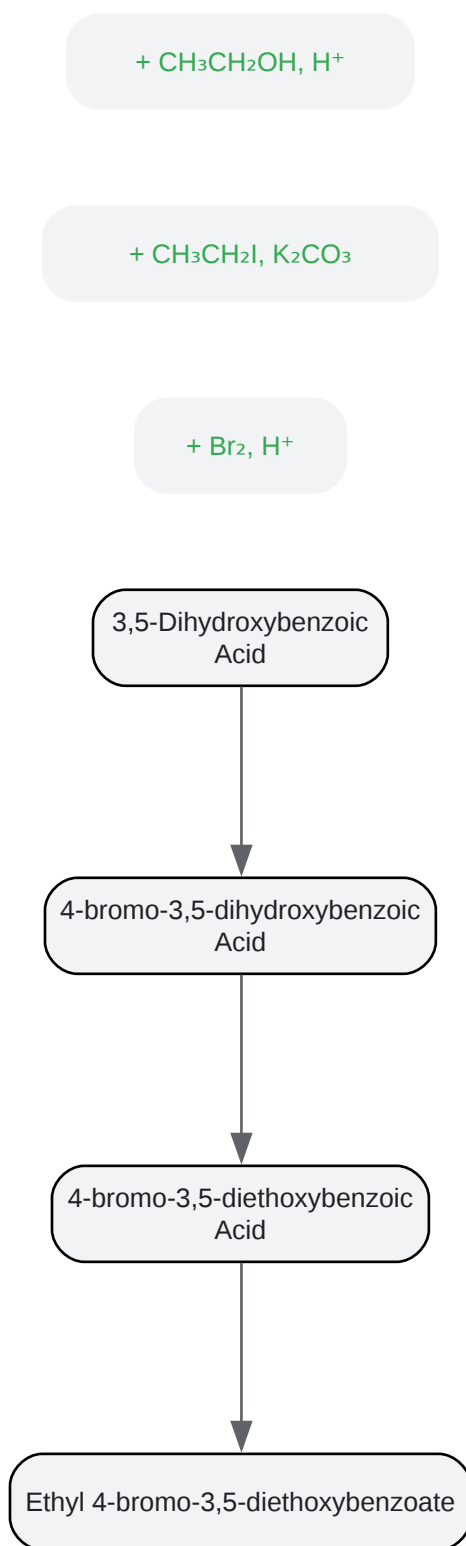 + CH₃CH₂OH, H⁺
+ CH₃CH₂I, K₂CO₃
+ Br₂, H⁺
3,5-Dihydroxybenzoic
Acid
4-bromo-3,5-dihydroxybenzoic
Acid
4-bromo-3,5-diethoxybenzoic
Acid
Ethyl 4-bromo-3,5-diethoxybenzoate